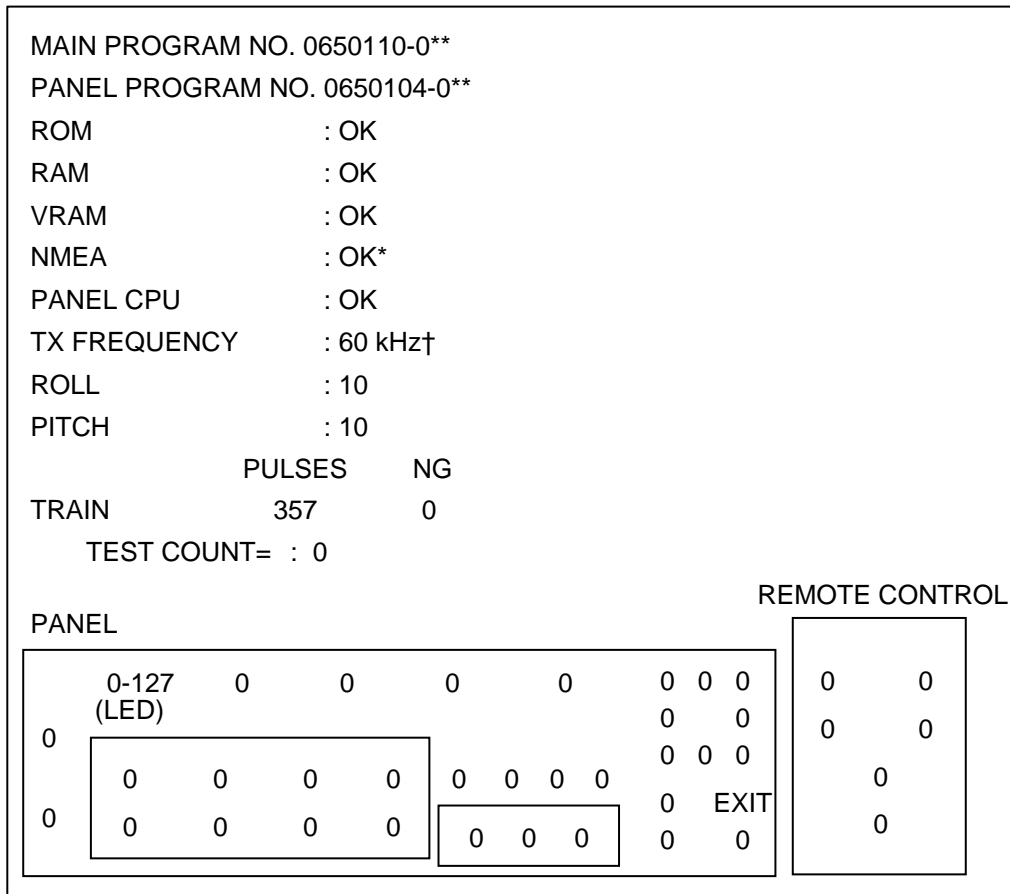 MAIN PROGRAM NO. 0650110-0**
PANEL PROGRAM NO. 0650104-0**
ROM : OK
RAM : OK
VRAM : OK
NMEA : OK*
PANEL CPU : OK
TX FREQUENCY : 60 kHz†
ROLL : 10
PITCH : 10
PULSES NG
TRAIN 357 0
TEST COUNT= : 0
REMOTE CONTROL
PANEL
0-127 0 0 0 0 0 0 0 0 0
(LED) 0 0
0 0 0
0 0 0 0
0 0 0 0 0 0 0 0 0
0 EXIT
0 0 0 0 0 0
0 0 0 0 0